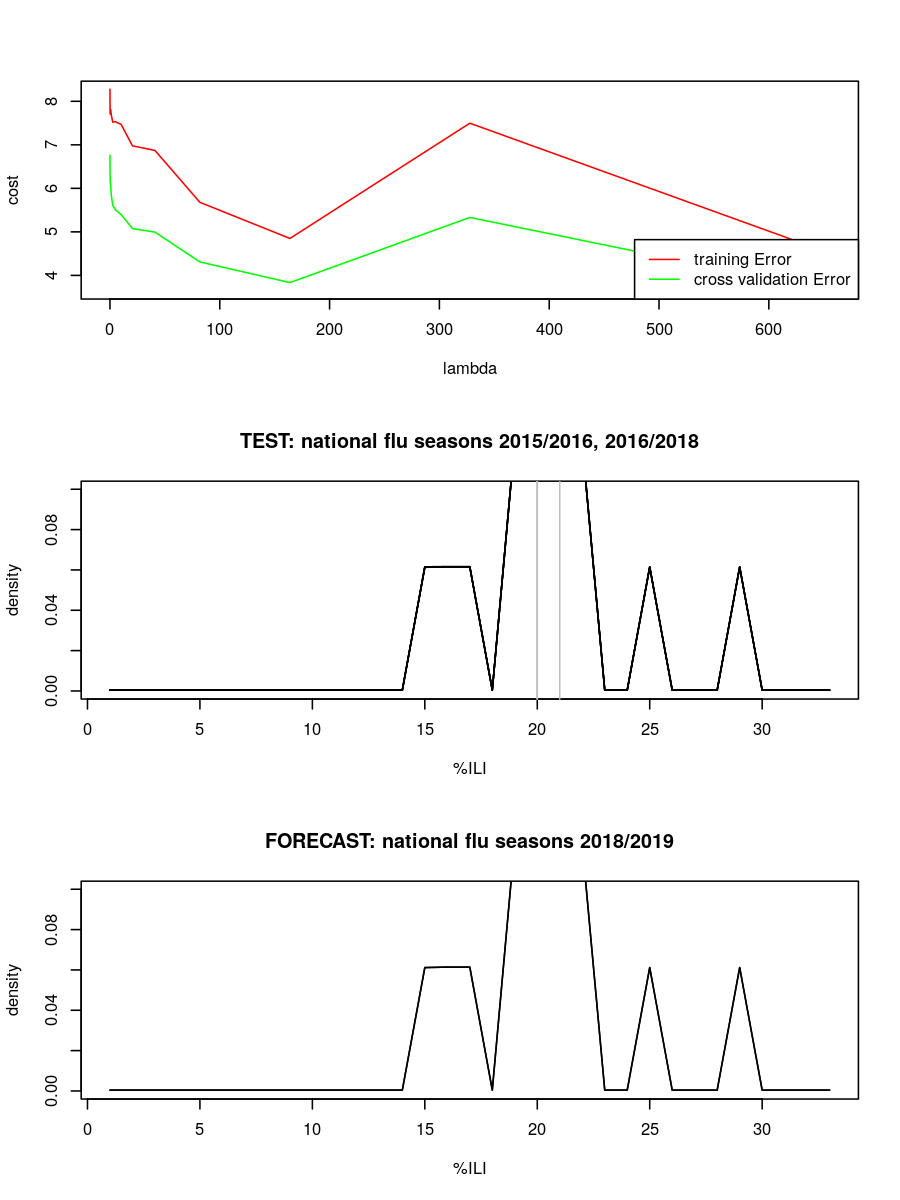 cost
8
7
6
5
4
training Error
cross validation Error
0 100 200 300 400 500 600
lambda
TEST: national flu seasons 2015/2016, 2016/2018
density
0.08
0.04
0.00
0 5 10 15 20 25 30
%ILI
FORECAST: national flu seasons 2018/2019
density
0.08
0.04
0.00
0 5 10 15 20 25 30
%ILI